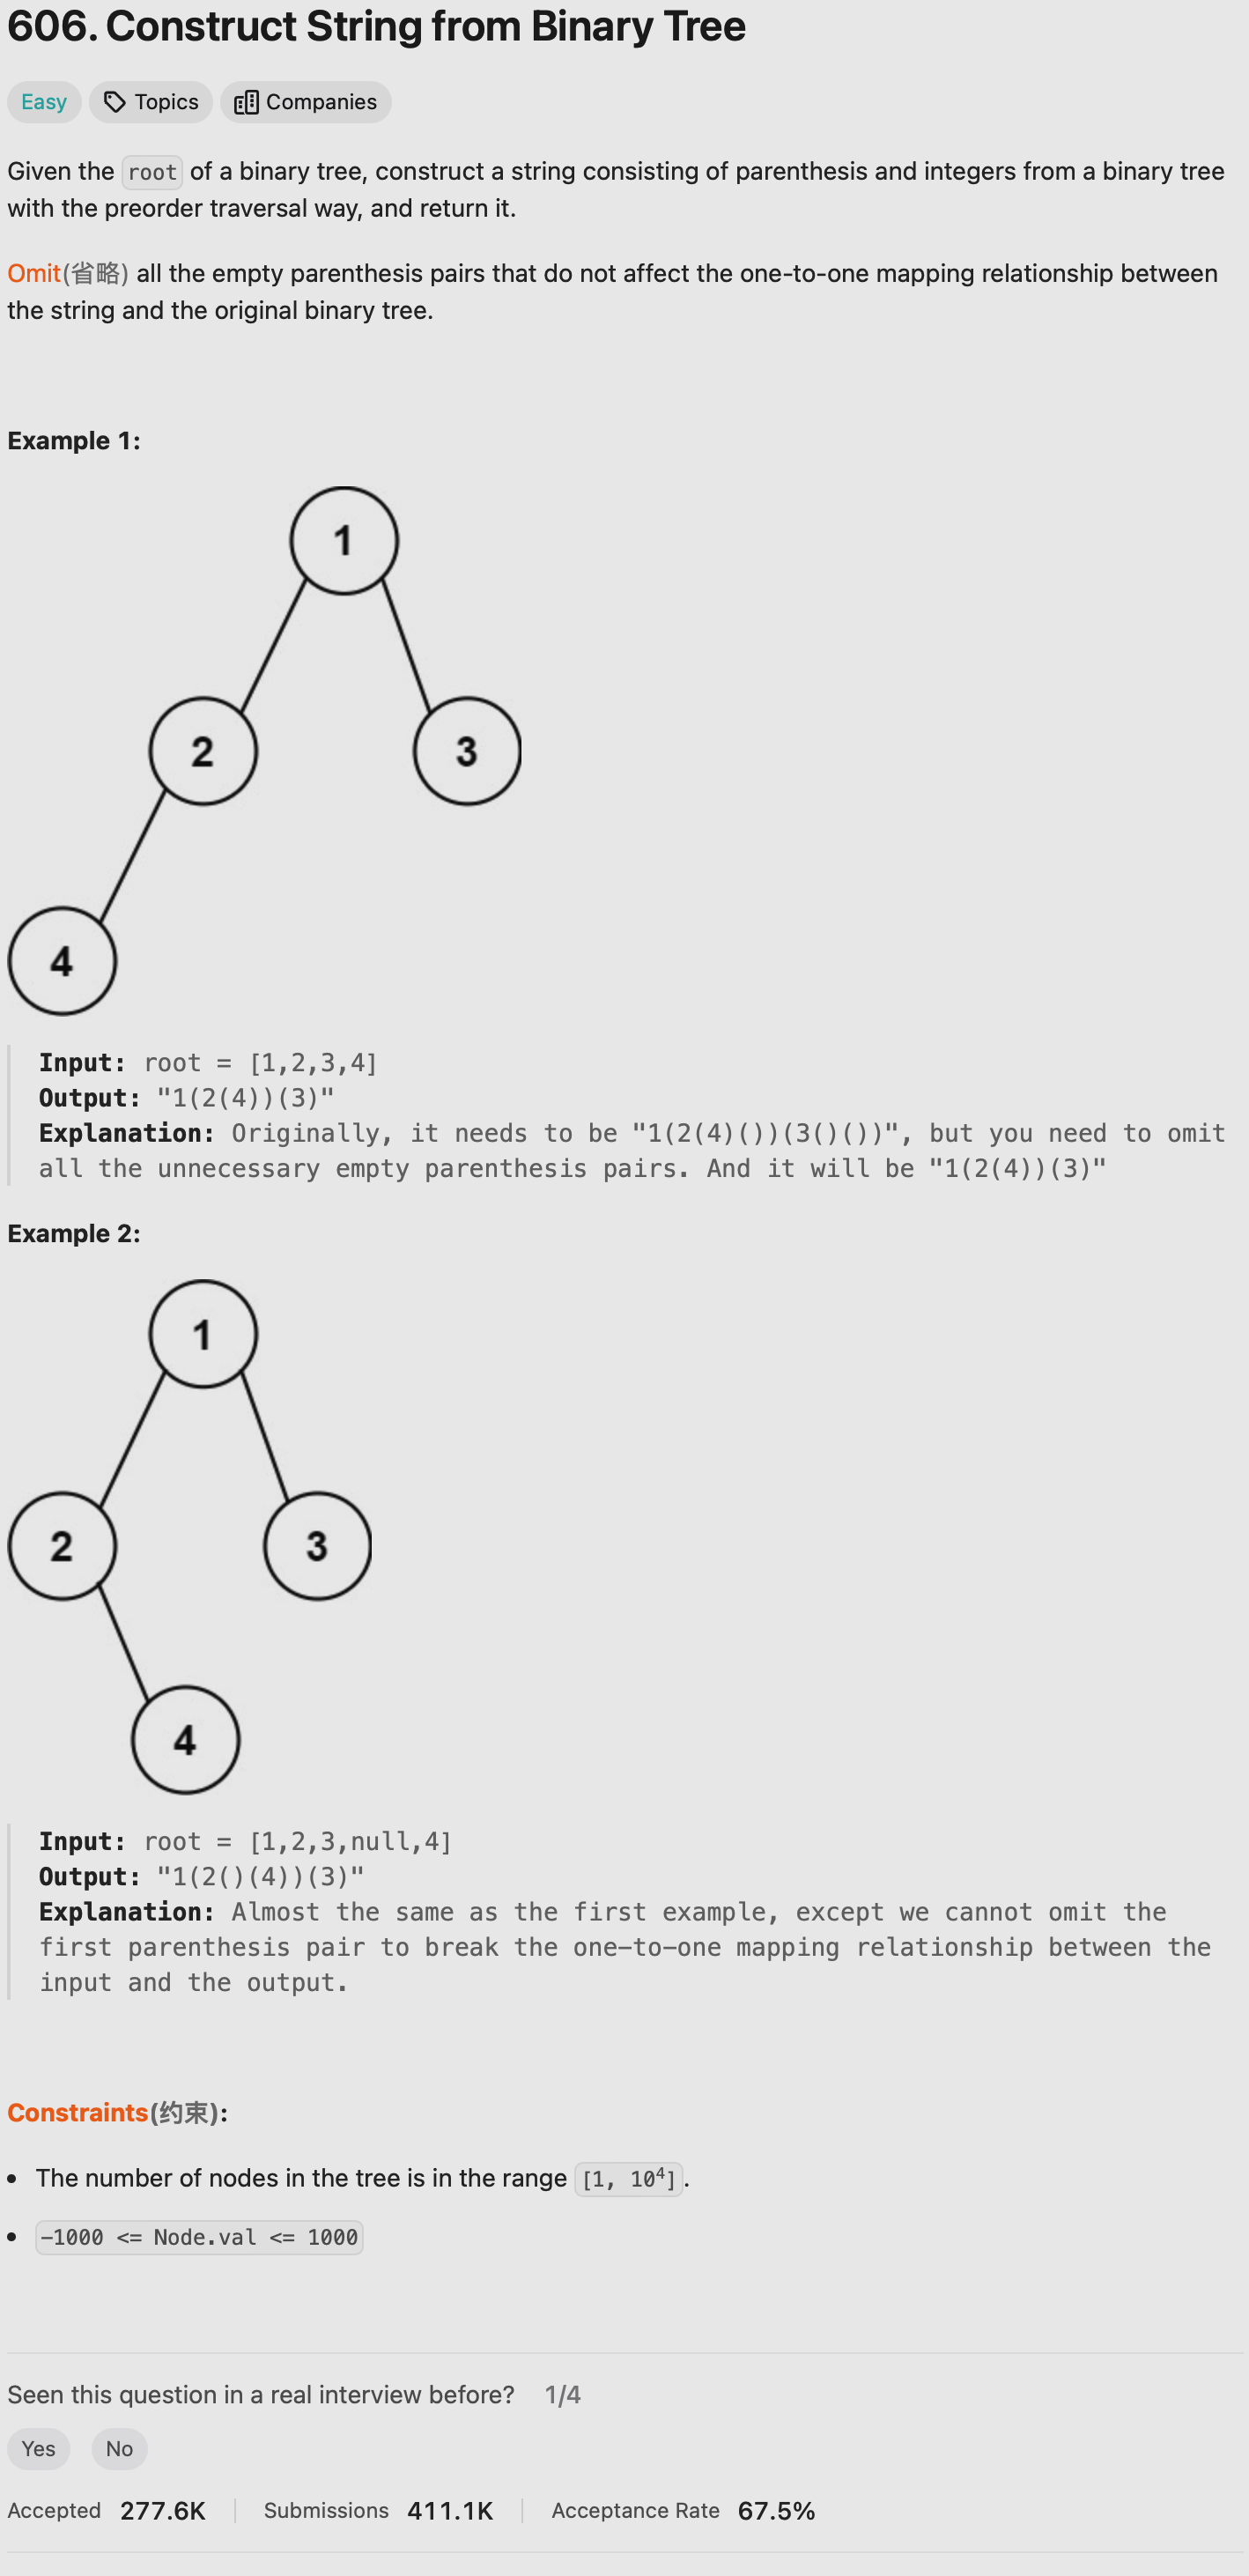 606. Construct String from Binary Tree
Easy Topics Companies
Given the root of a binary tree, construct a string consisting of parenthesis and integers from a binary tree
with the preorder traversal way, and return it.
Omit(省略) all the empty parenthesis pairs that do not affect the one-to-one mapping relationship between
the string and the original binary tree.
Example 1:
1
2 3
4
Input: root = [1,2,3,4]
Output: "1(2(4))(3)"
Explanation: Originally, it needs to be "1(2(4)())(3()())", but you need to omit
all the unnecessary empty parenthesis pairs. And it will be "1(2(4))(3)"
Example 2:
1
2 3
4
Input: root = [1,2,3,null,4]
Output: "1(2()(4))(3)"
Explanation: Almost the same as the first example, except we cannot omit the
first parenthesis pair to break the one-to-one mapping relationship between the
input and the output.
Constraints(约束):
• The number of nodes in the tree is in the range [1, 10⁴].
• -1000 <= Node.val <= 1000
Seen this question in a real interview before? 1/4
Yes No
Accepted 277.6K Submissions 411.1K Acceptance Rate 67.5%